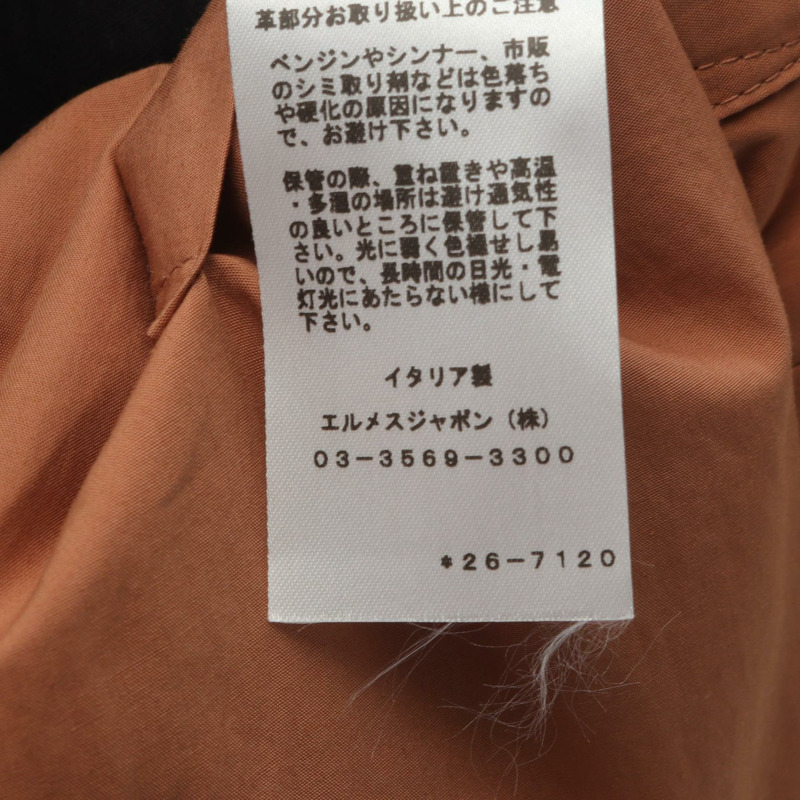 革部分お取り扱い上のご注意
ベンジンやシンナー、市販
のシミ取り剤などは色落ち
や硬化の原因になりますの
で、お避け下さい。
保管の際、重ね置きや高温
・多湿の場所は避け通気性
の良いところに保管して下
さい。光に弱く色褪せし易
いので、長時間の日光・電
灯光にあたらない様にして
下さい。
イタリア製
エルメスジャポン（株）
03-3569-3300
*26-7120